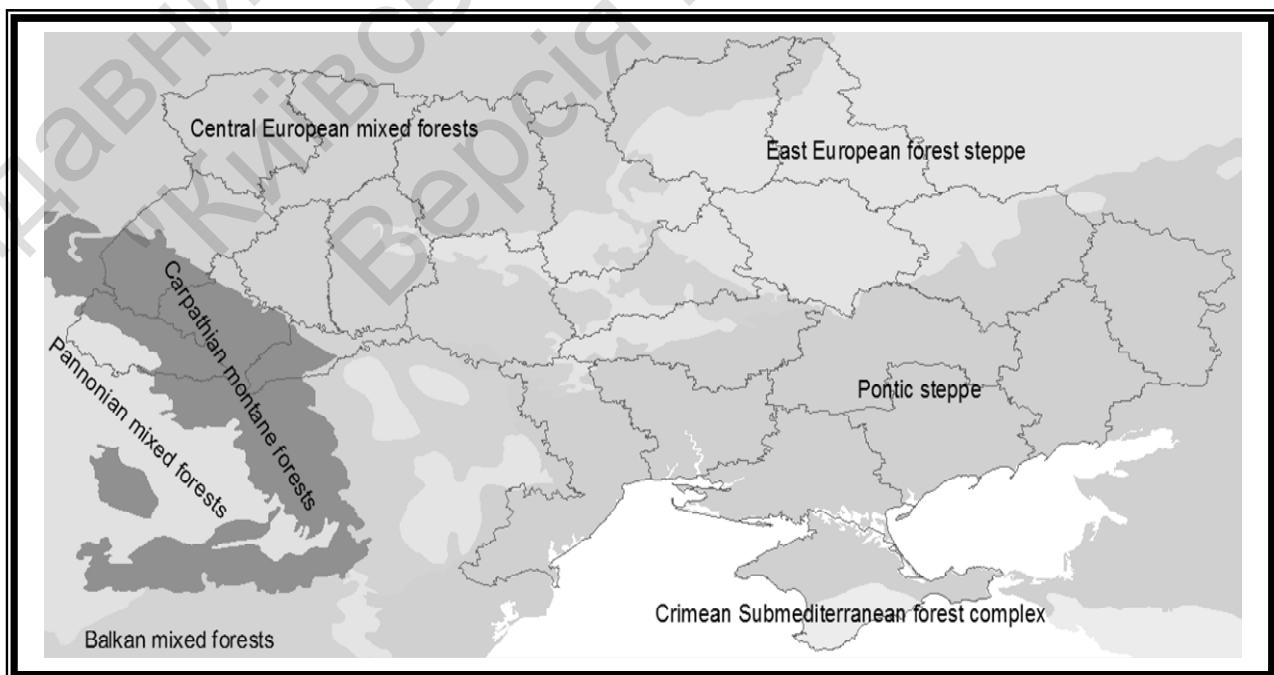 Central European mixed forests
East European forest steppe
Carpathian montane forests
Pannonian mixed forests
Pontic steppe
Crimean Submediterranean forest complex
Balkan mixed forests
Версія